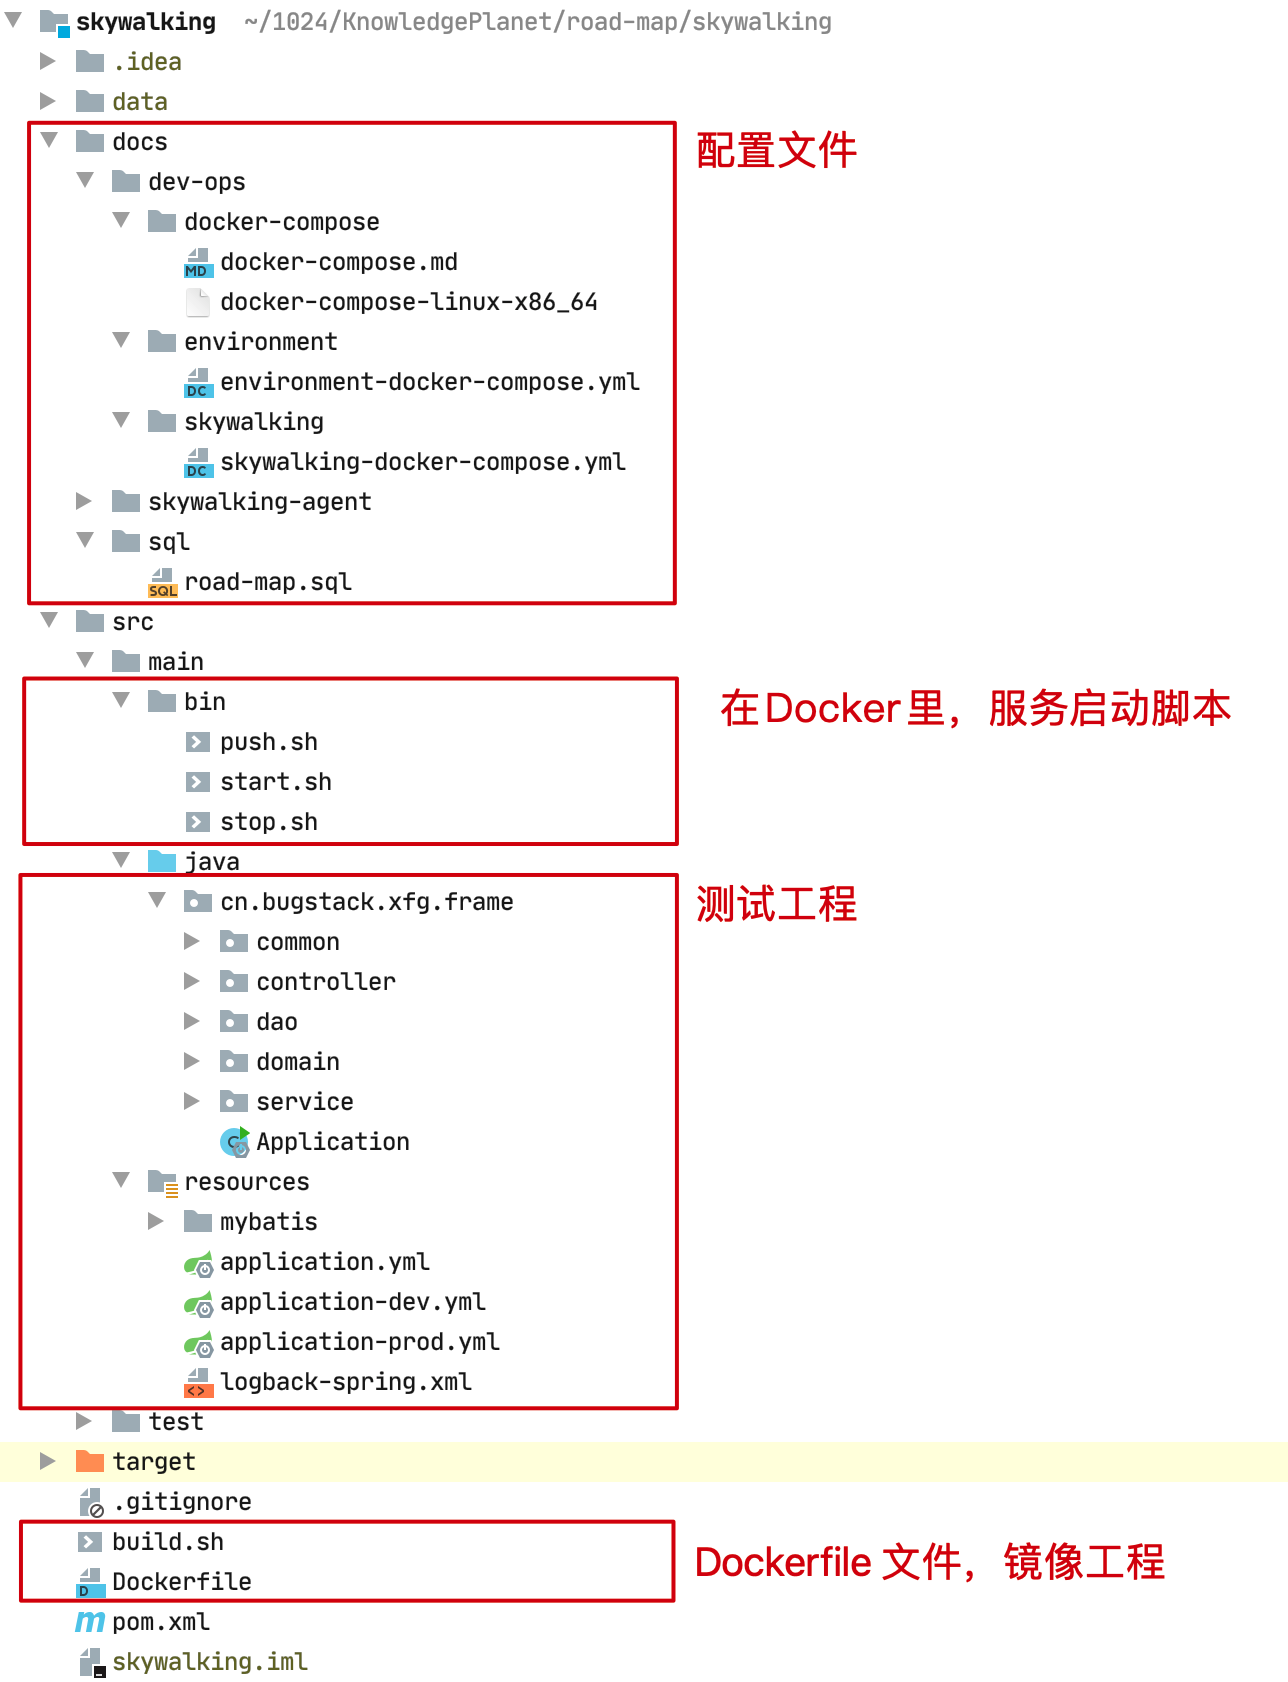 skywalking ~/1024/KnowledgePlanet/road-map/skywalking
.idea
data
docs
配置文件
dev-ops
docker-compose
MD docker-compose.md
docker-compose-linux-x86_64
environment
DC environment-docker-compose.yml
skywalking
DC skywalking-docker-compose.yml
skywalking-agent
sql
SQL road-map.sql
src
main
bin
在Docker里，服务启动脚本
push.sh
start.sh
stop.sh
java
cn.bugstack.xfg.frame
测试工程
common
controller
dao
domain
service
C Application
resources
mybatis
application.yml
application-dev.yml
application-prod.yml
<> logback-spring.xml
test
target
.gitignore
build.sh
Dockerfile 文件，镜像工程
D Dockerfile
m pom.xml
skywalking.iml